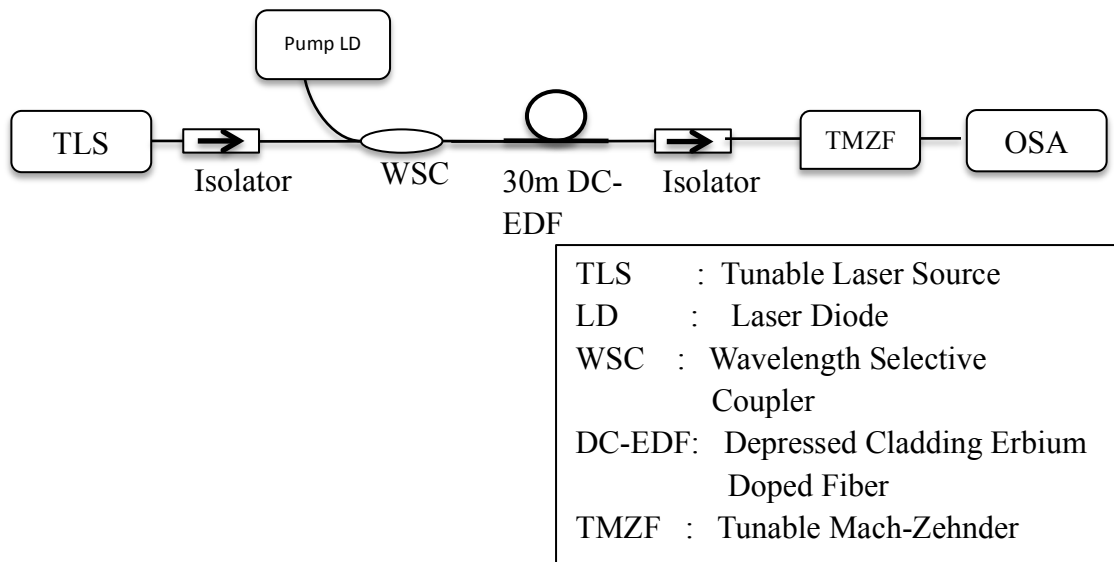 Pump LD
TLS
Isolator
WSC
30m DC-
EDF
Isolator
TMZF
OSA
TLS : Tunable Laser Source
LD : Laser Diode
WSC : Wavelength Selective
Coupler
DC-EDF: Depressed Cladding Erbium
Doped Fiber
TMZF : Tunable Mach-Zehnder